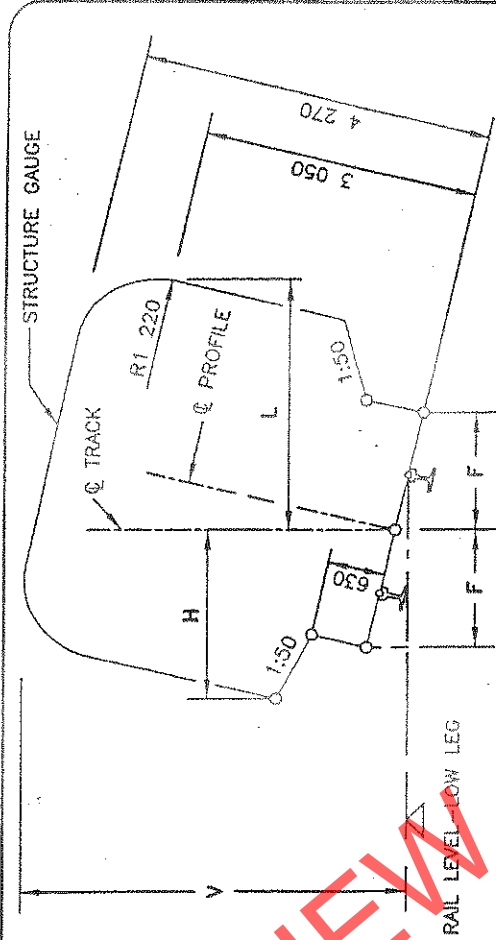 STRUCTURE GAUGE
℄ TRACK
4 270
3 050
R1 220
℄ PROFILE
H
L
1:50
1:50
630
F
F
V
RAIL LEVEL-LOW LEG